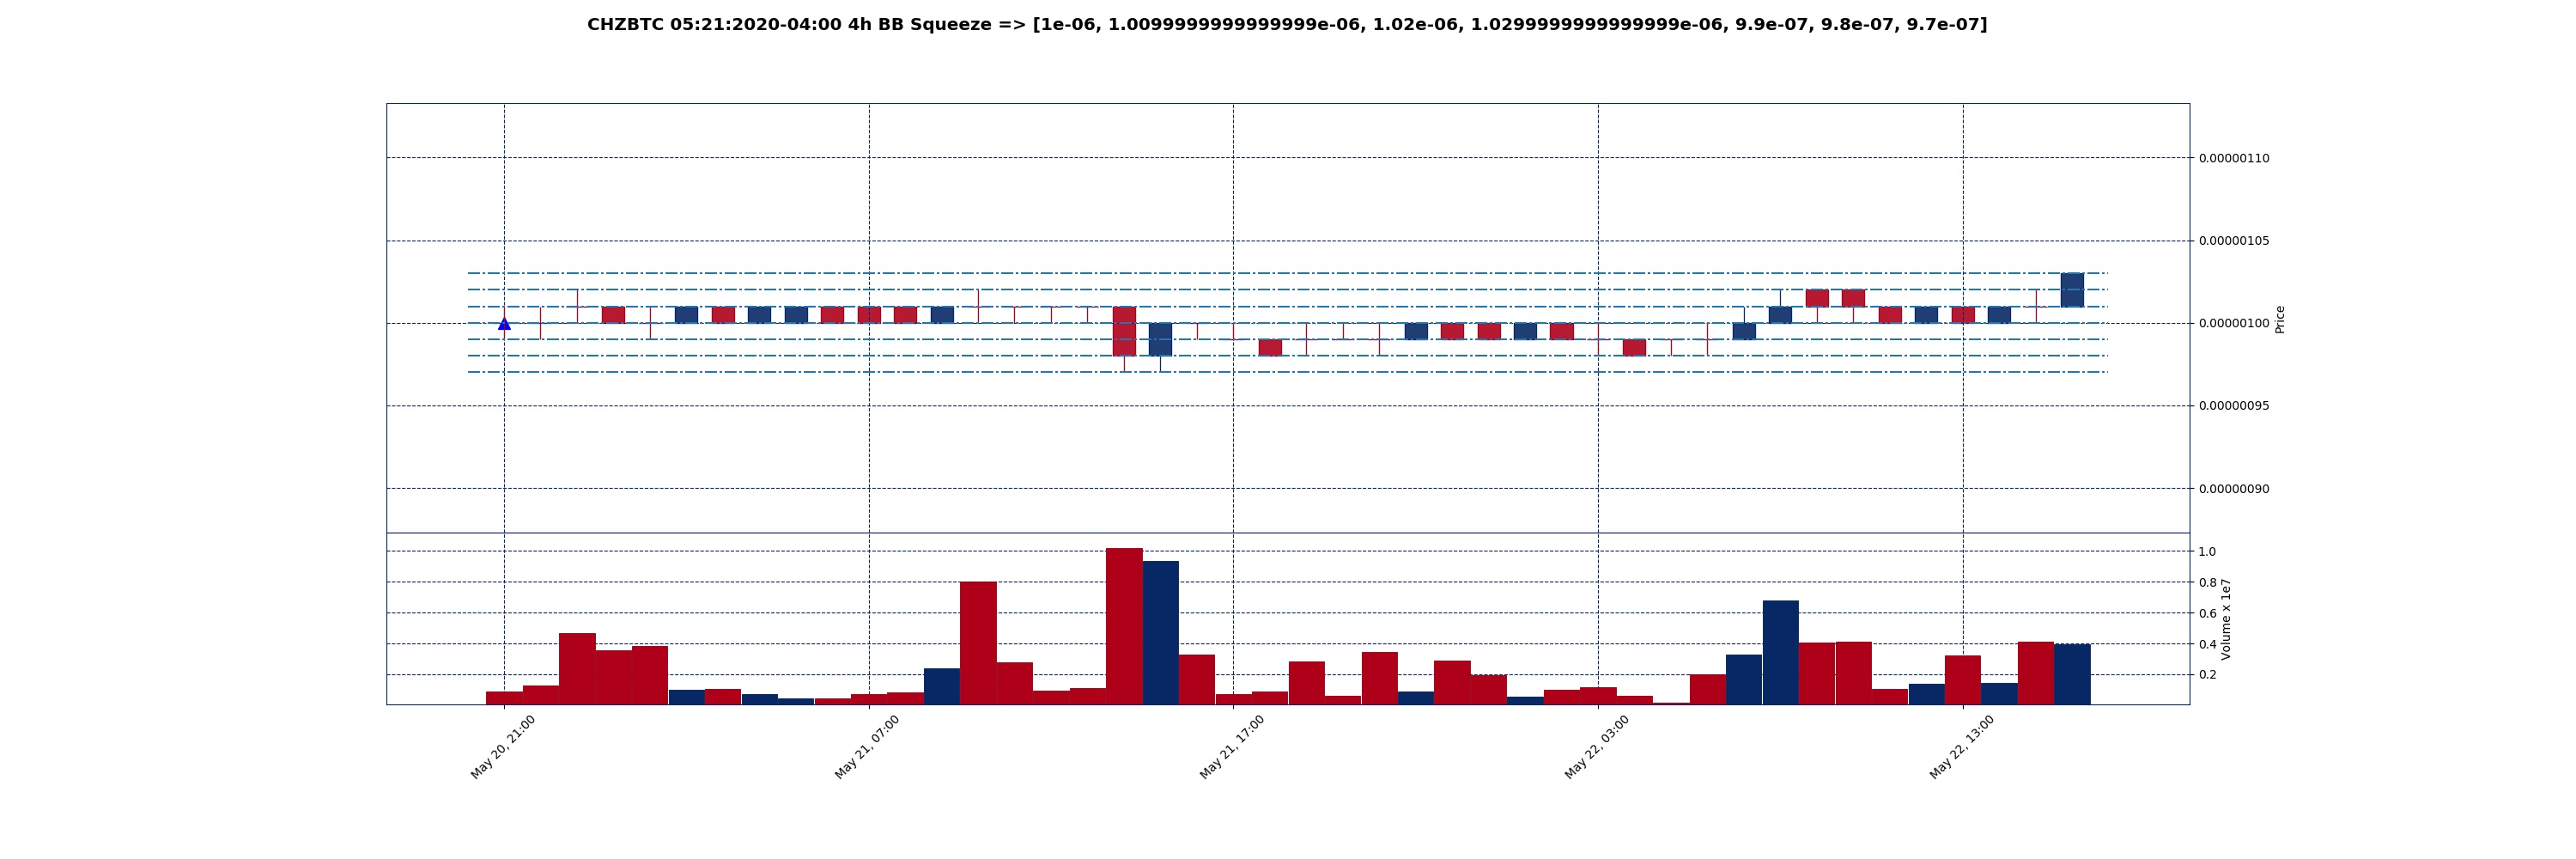 CHZBTC 05:21:2020-04:00 4h BB Squeeze => [1e-06, 1.0099999999999999e-06, 1.02e-06, 1.0299999999999999e-06, 9.9e-07, 9.8e-07, 9.7e-07]
0.00000110
0.00000105
0.00000100
0.00000095
0.00000090
Price
1.0
0.8
0.6
0.4
0.2
Volume x 1e7
May 20, 21:00
May 21, 07:00
May 21, 17:00
May 22, 03:00
May 22, 13:00